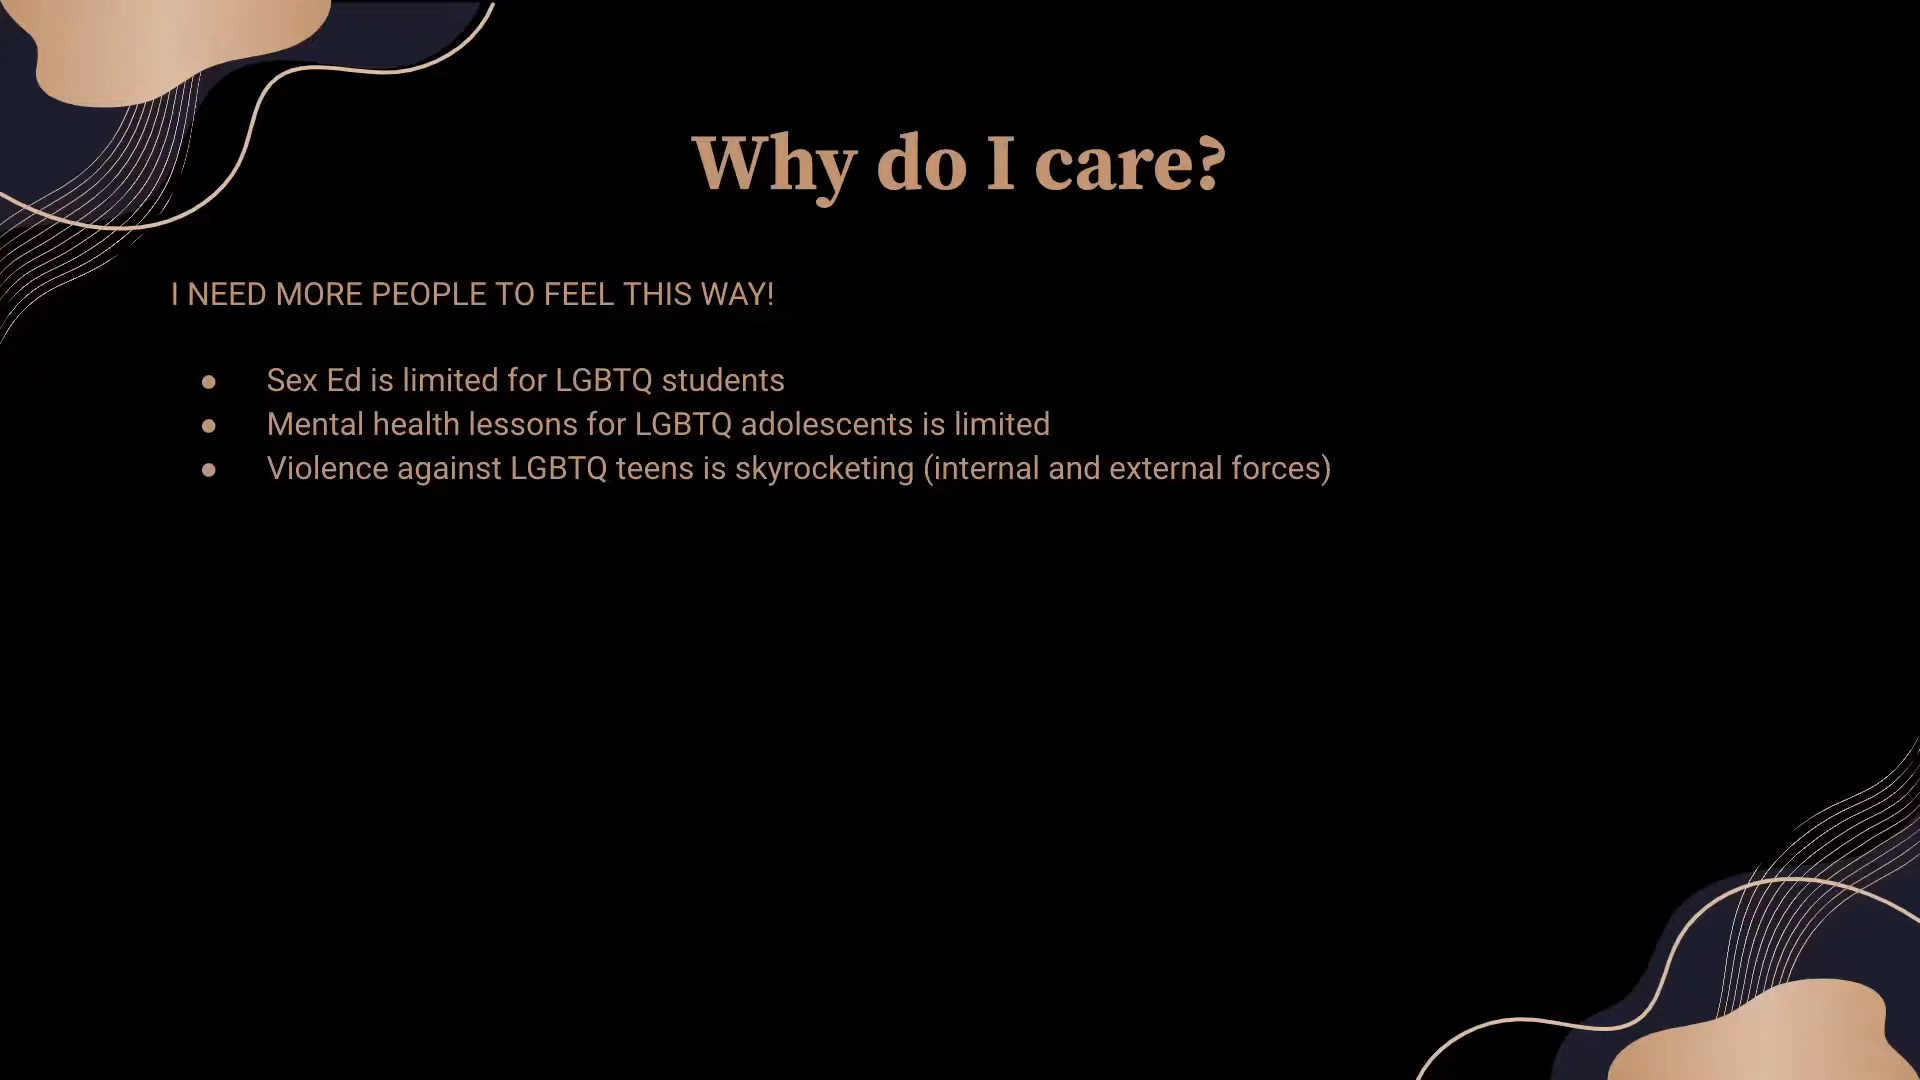 Why do I care?
I NEED MORE PEOPLE TO FEEL THIS WAY!
● Sex Ed is limited for LGBTQ students
● Mental health lessons for LGBTQ adolescents is limited
● Violence against LGBTQ teens is skyrocketing (internal and external forces)